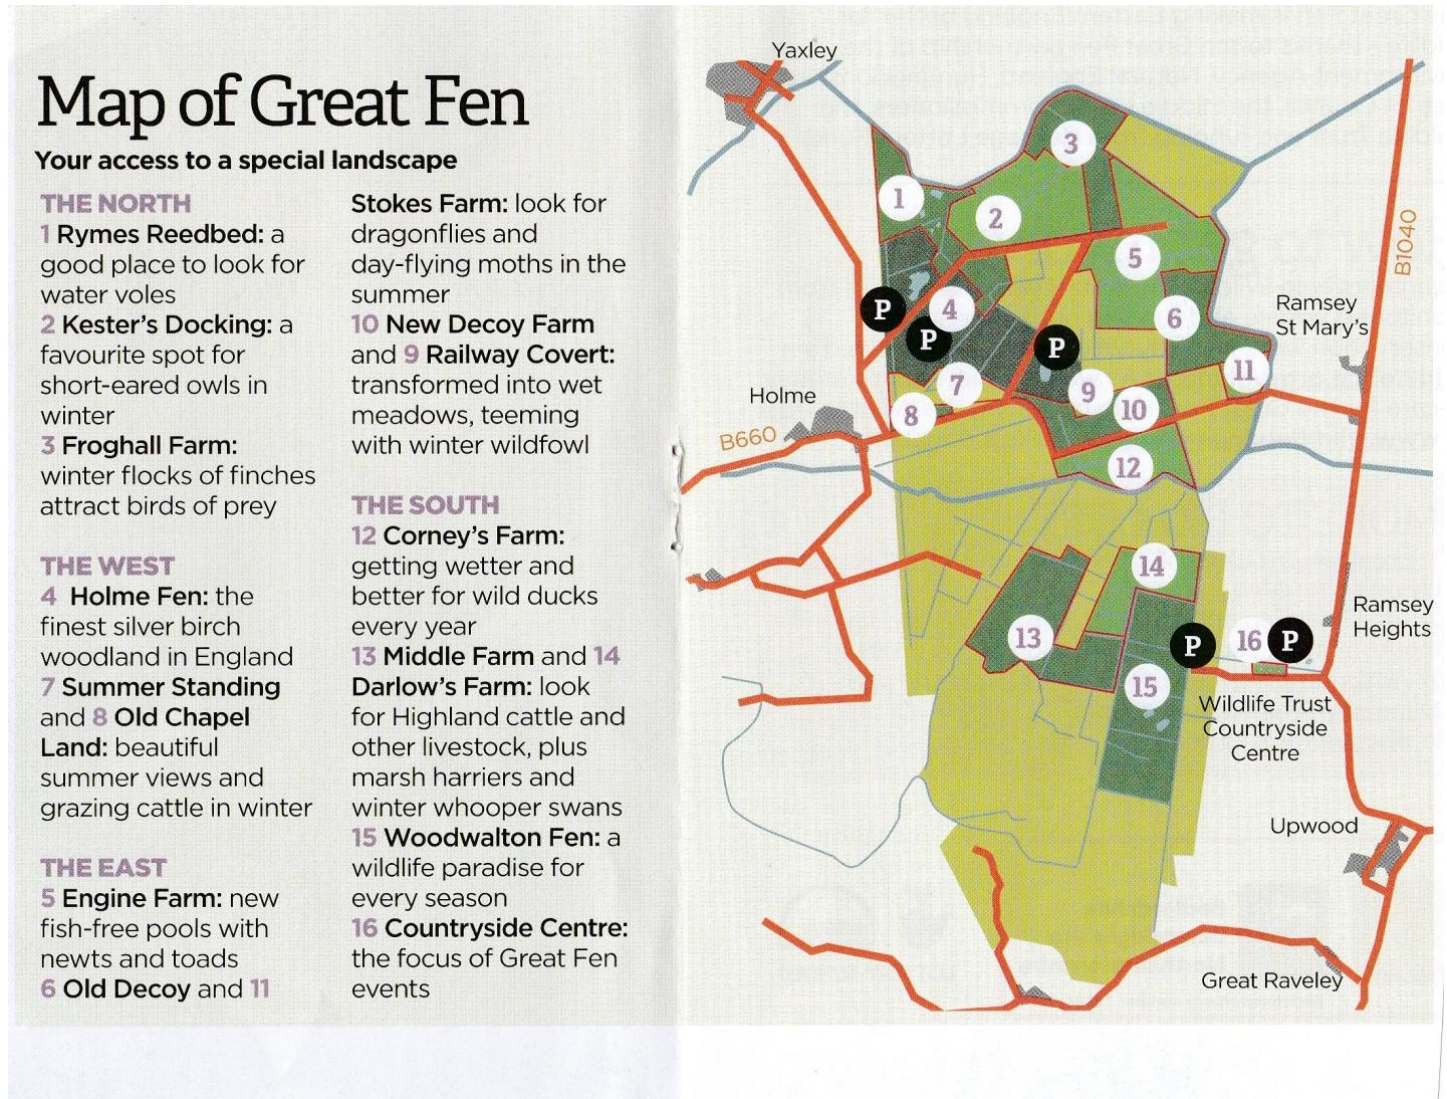 Map of Great Fen
Your access to a special landscape
THE NORTH
1 Rymes Reedbed: a
good place to look for
water voles
2 Kester's Docking: a
favourite spot for
short-eared owls in
winter
3 Froghall Farm:
winter flocks of finches
attract birds of prey
THE WEST
4 Holme Fen: the
finest silver birch
woodland in England
7 Summer Standing
and 8 Old Chapel
Land: beautiful
summer views and
grazing cattle in winter
THE EAST
5 Engine Farm: new
fish-free pools with
newts and toads
6 Old Decoy and 11
Stokes Farm: look for
dragonflies and
day-flying moths in the
summer
10 New Decoy Farm
and 9 Railway Covert:
transformed into wet
meadows, teeming
with winter wildfowl
THE SOUTH
12 Corney's Farm:
getting wetter and
better for wild ducks
every year
13 Middle Farm and 14
Darlow's Farm: look
for Highland cattle and
other livestock, plus
marsh harriers and
winter whooper swans
15 Woodwalton Fen: a
wildlife paradise for
every season
16 Countryside Centre:
the focus of Great Fen
events
Yaxley
3
1
2
B1040
5
P
4
6
Ramsey
St Mary's
P
P
11
7
9
Holme
8
10
B660
12
14
Ramsey
Heights
13
P
16
P
15
Wildlife Trust
Countryside
Centre
Upwood
Great Raveley